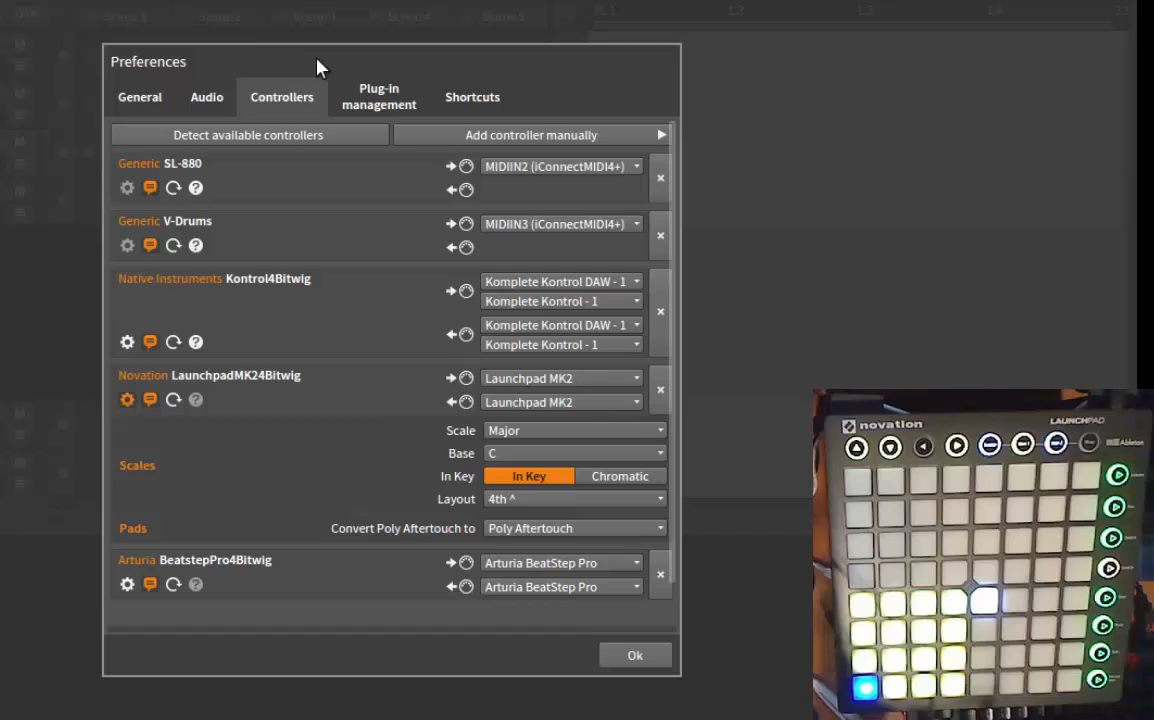 Preferences
General
Audio
Controllers
Plug-in
management
Shortcuts
Detect available controllers
Add controller manually
Generic SL-880
MIDIIN2 (iConnectMIDI4+)
Generic V-Drums
MIDIIN3 (iConnectMIDI4+)
Native Instruments Kontrol4Bitwig
Komplete Kontrol DAW - 1
Komplete Kontrol - 1
Komplete Kontrol DAW - 1
Komplete Kontrol - 1
Novation LaunchpadMK24Bitwig
Launchpad MK2
Launchpad MK2
Scales
Scale Major
Base C
In Key In Key Chromatic
Layout 4th ^
Pads
Convert Poly Aftertouch to Poly Aftertouch
Arturia BeatstepPro4Bitwig
Arturia BeatStep Pro
Arturia BeatStep Pro
Ok
novation
LAUNCHPAD
Ableton